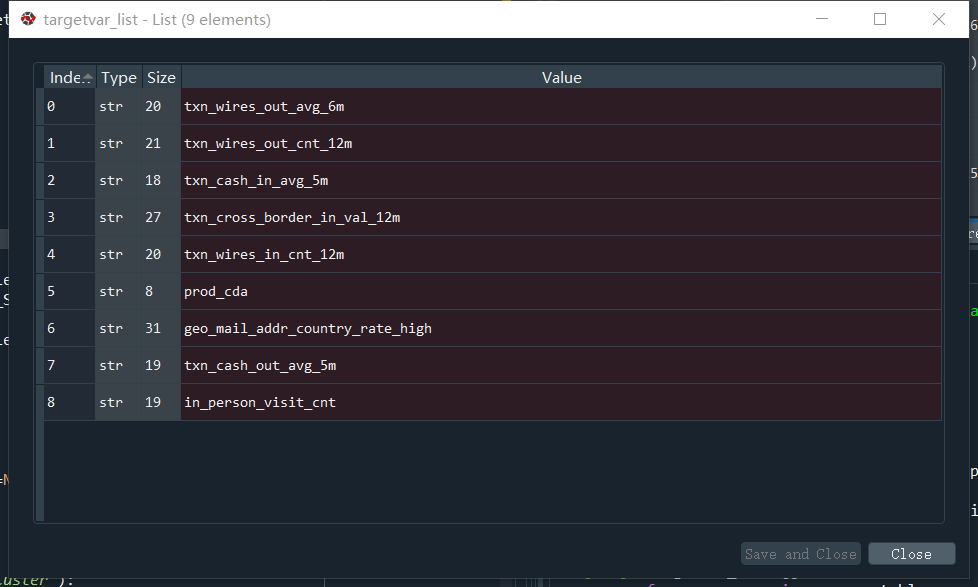 targetvar_list - List (9 elements)
Inde.. Type Size Value
0 str 20 txn_wires_out_avg_6m
1 str 21 txn_wires_out_cnt_12m
2 str 18 txn_cash_in_avg_5m
3 str 27 txn_cross_border_in_val_12m
4 str 20 txn_wires_in_cnt_12m
5 str 8 prod_cda
6 str 31 geo_mail_addr_country_rate_high
7 str 19 txn_cash_out_avg_5m
8 str 19 in_person_visit_cnt
Save and Close Close